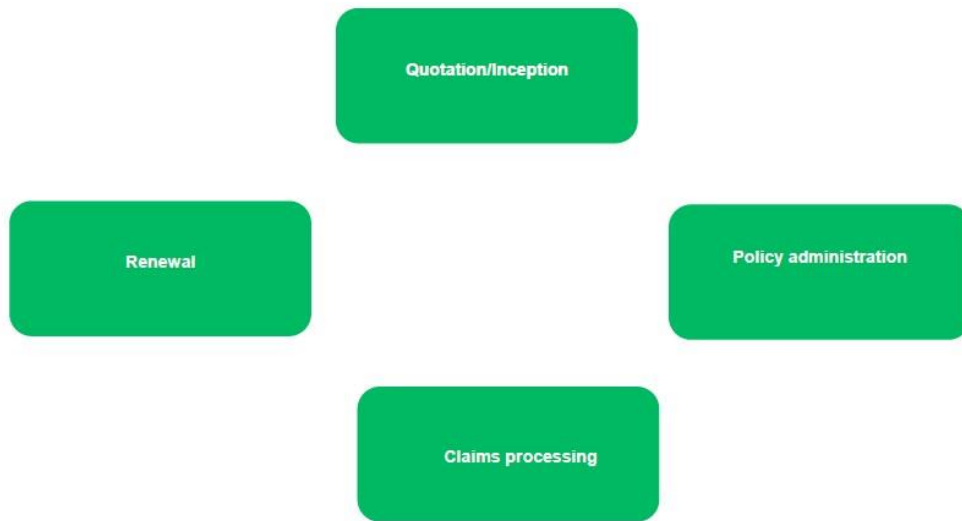 Quotation/Inception
Policy administration
Renewal
Claims processing